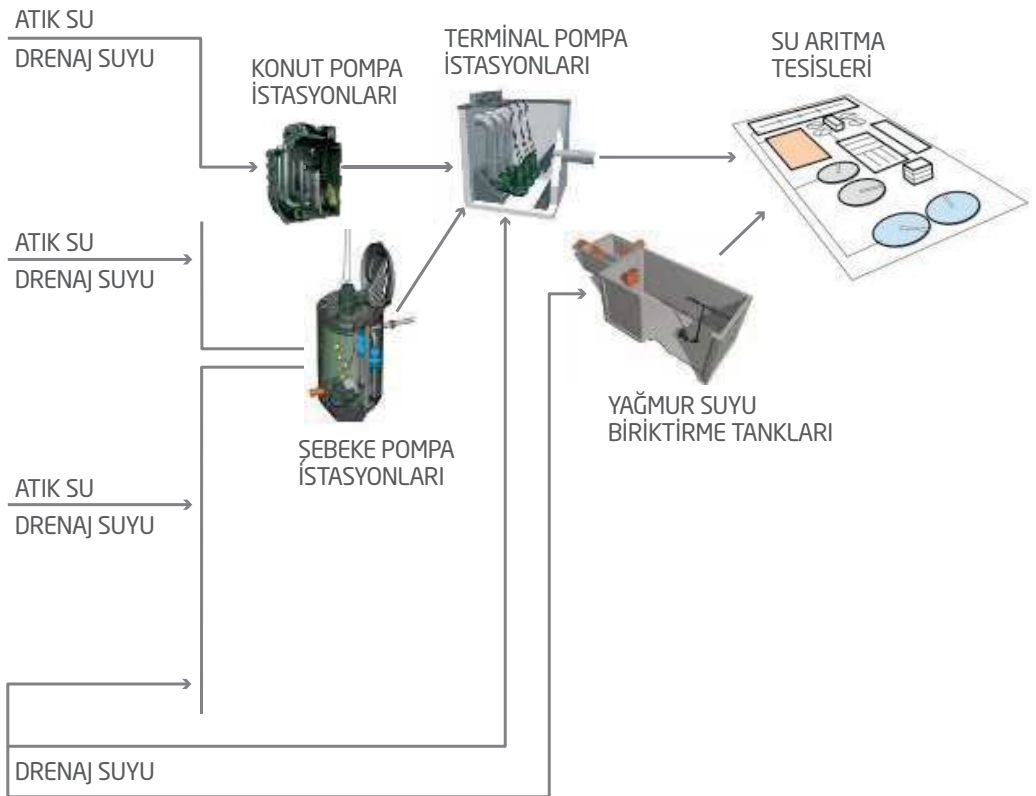 ATIK SU
DRENAJ SUYU
KONUT POMPA
İSTASYONLARI
TERMİNAL POMPA
İSTASYONLARI
SU ARITMA
TESİSLERİ
ATIK SU
DRENAJ SUYU
ŞEBEKE POMPA
İSTASYONLARI
YAĞMUR SUYU
BİRİKTİRME TANKLARI
ATIK SU
DRENAJ SUYU
DRENAJ SUYU